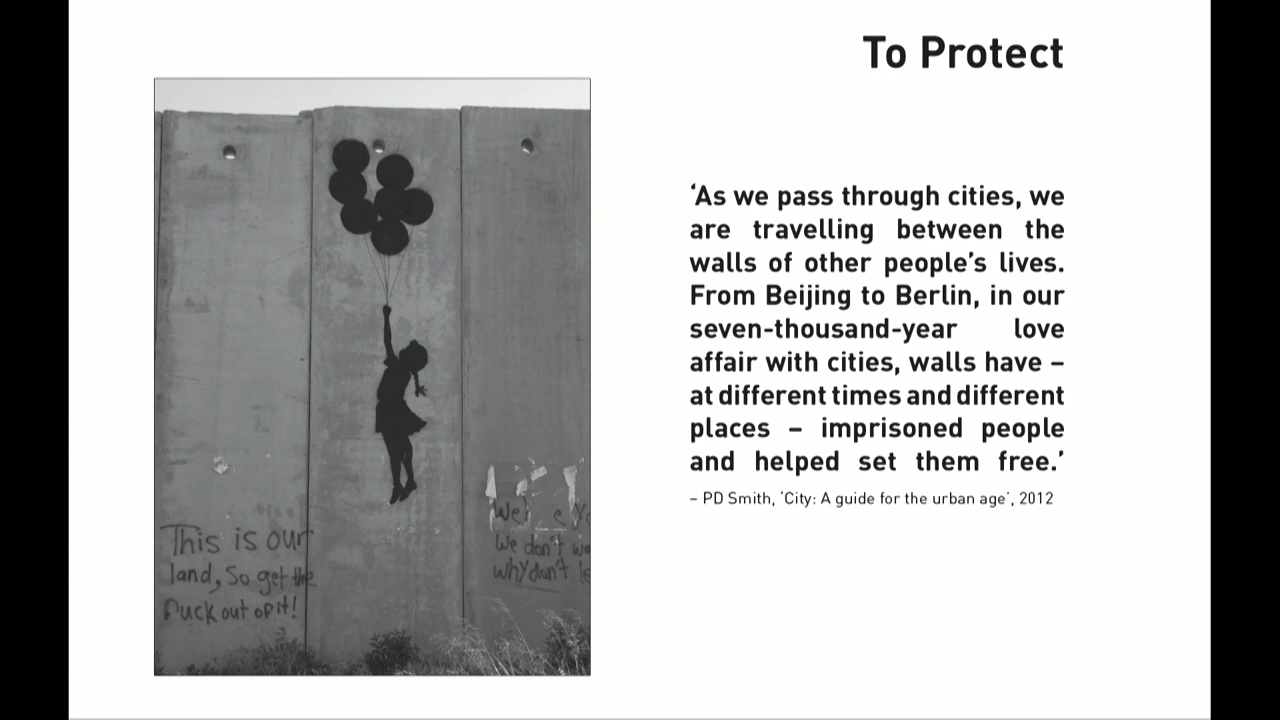 To Protect
‘As we pass through cities, we
are travelling between the
walls of other people’s lives.
From Beijing to Berlin, in our
seven-thousand-year love
affair with cities, walls have –
at different times and different
places – imprisoned people
and helped set them free.’
– PD Smith, ‘City: A guide for the urban age’, 2012
This is our
land, So get the
Fuck out of it!
We don't
why don't